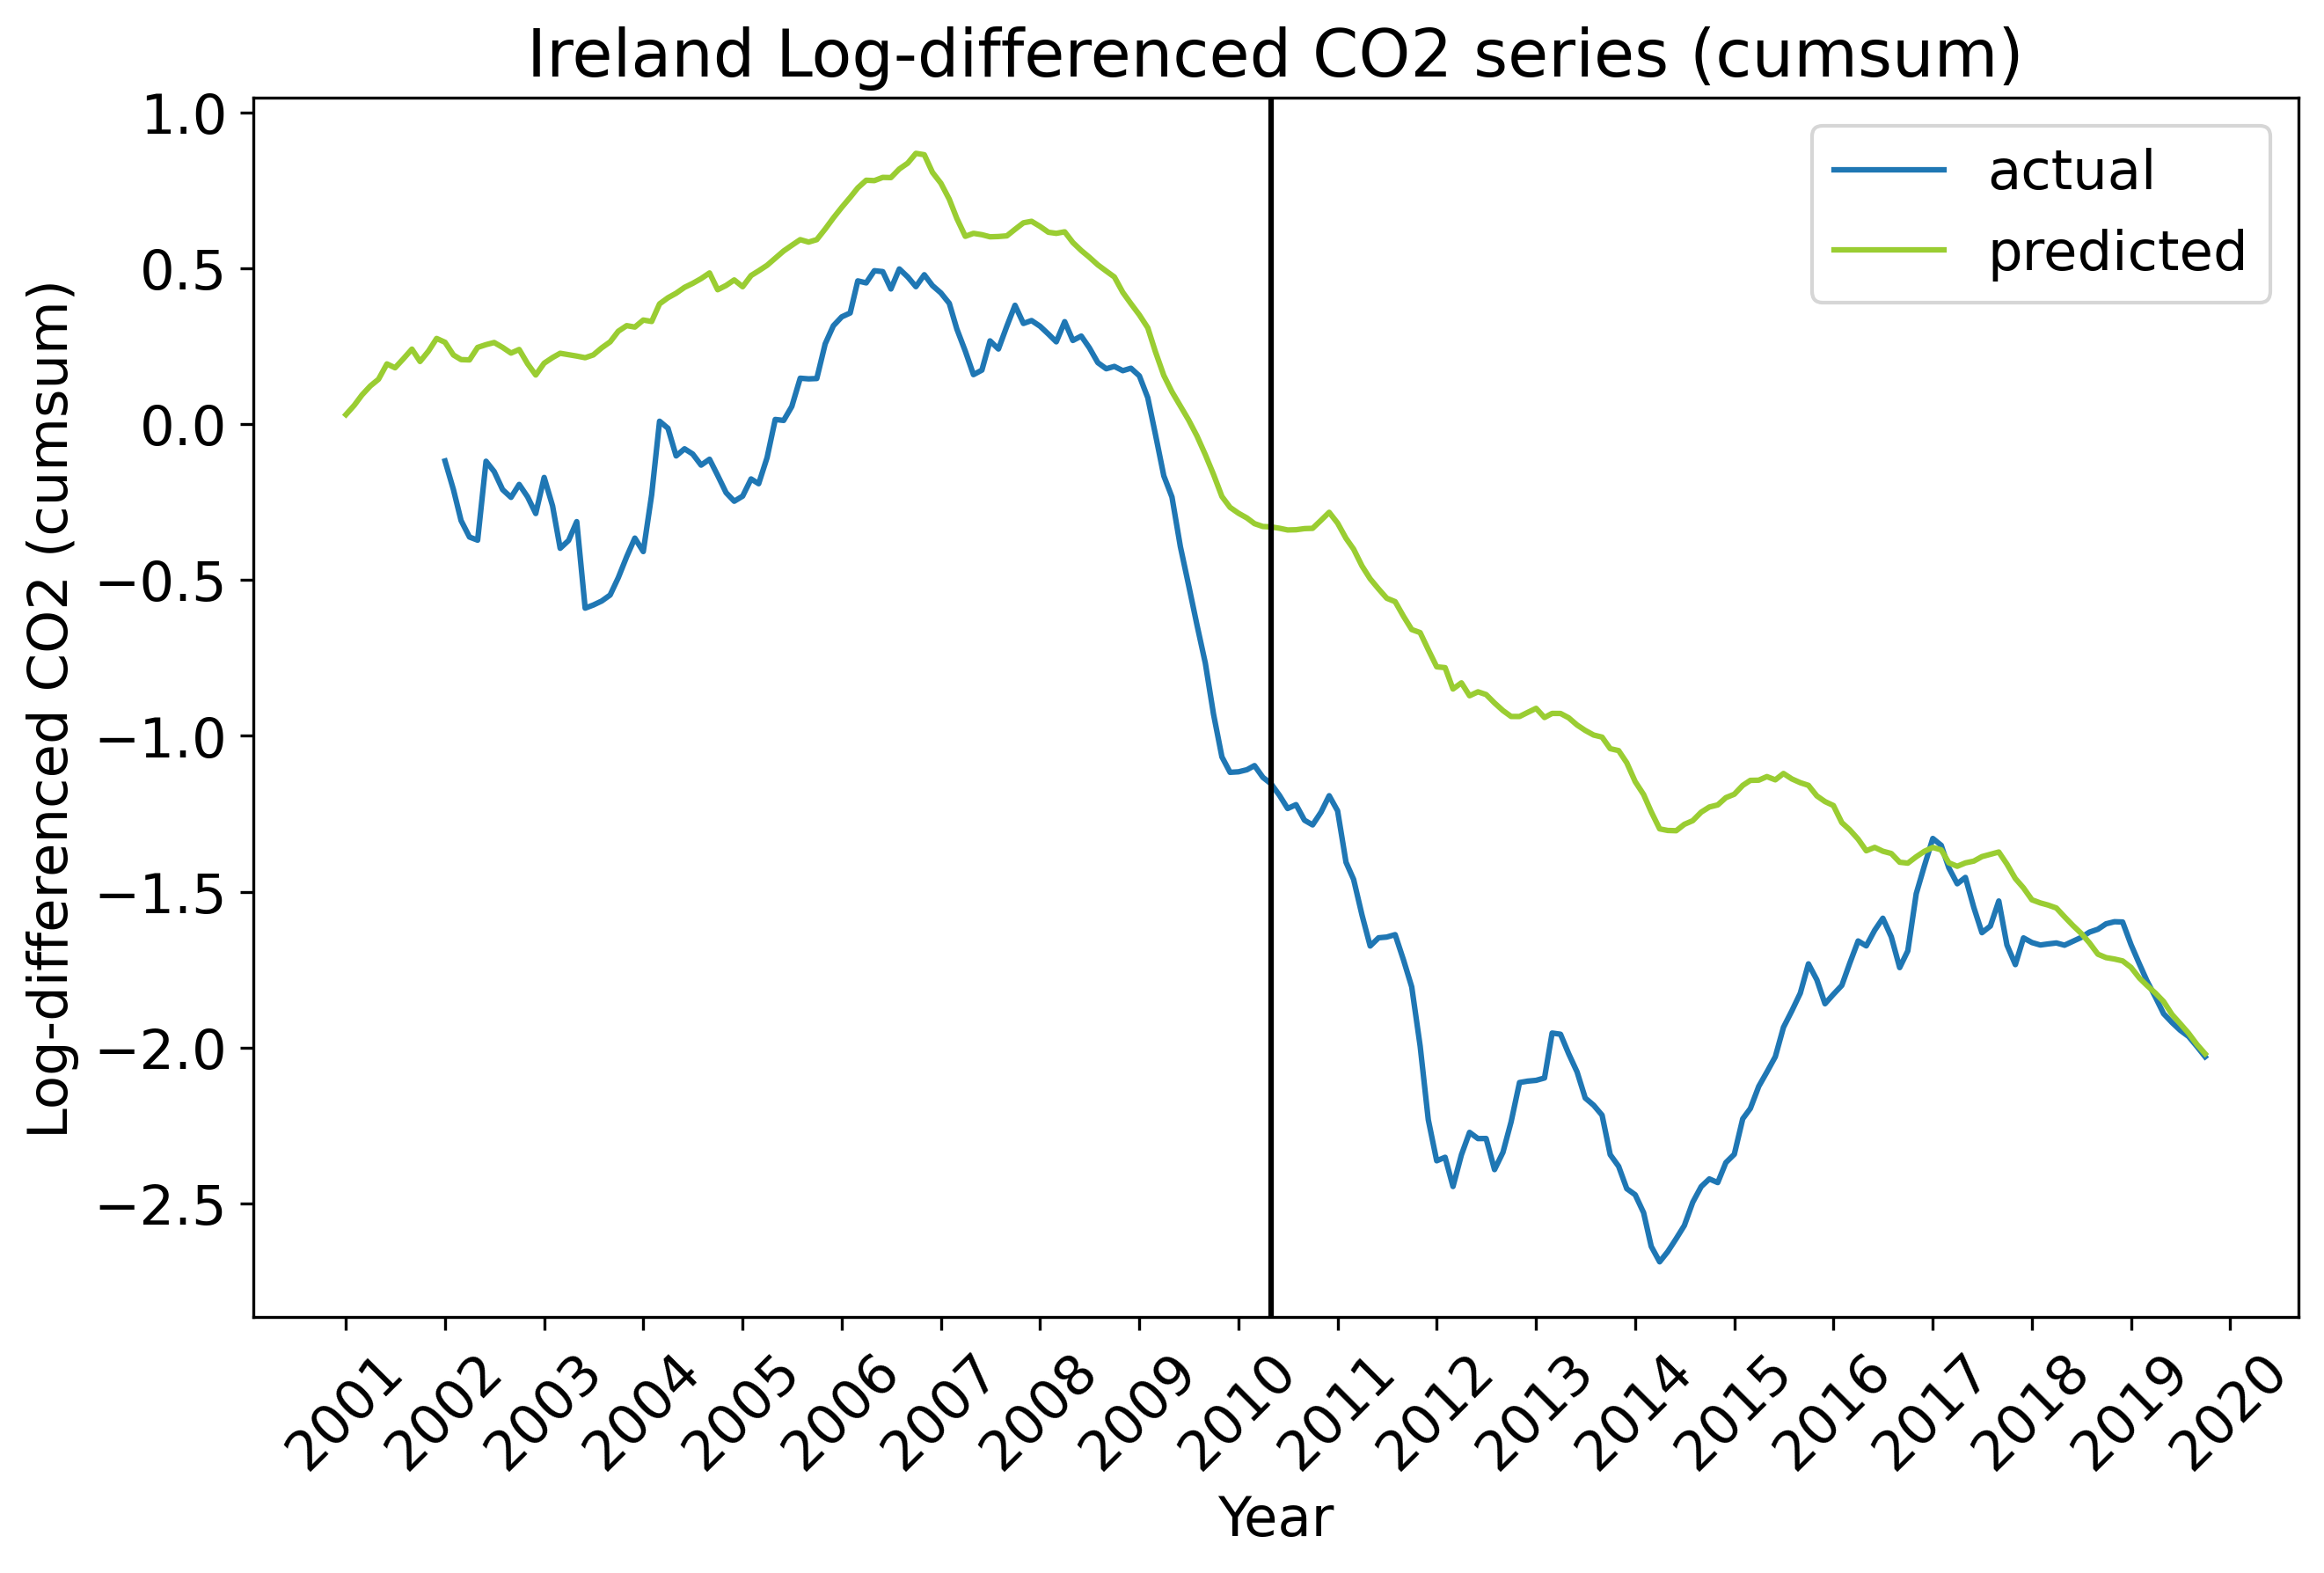 Ireland Log-differenced CO2 series (cumsum)
actual
predicted
Log-differenced CO2 (cumsum)
1.0
0.5
0.0
−0.5
−1.0
−1.5
−2.0
−2.5
2001 2002 2003 2004 2005 2006 2007 2008 2009 2010 2011 2012 2013 2014 2015 2016 2017 2018 2019 2020
Year